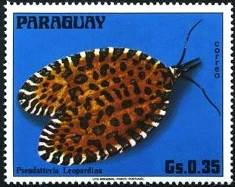 PARAGUAY
correo
Pseudatteria Leopardina
Gs.0.35